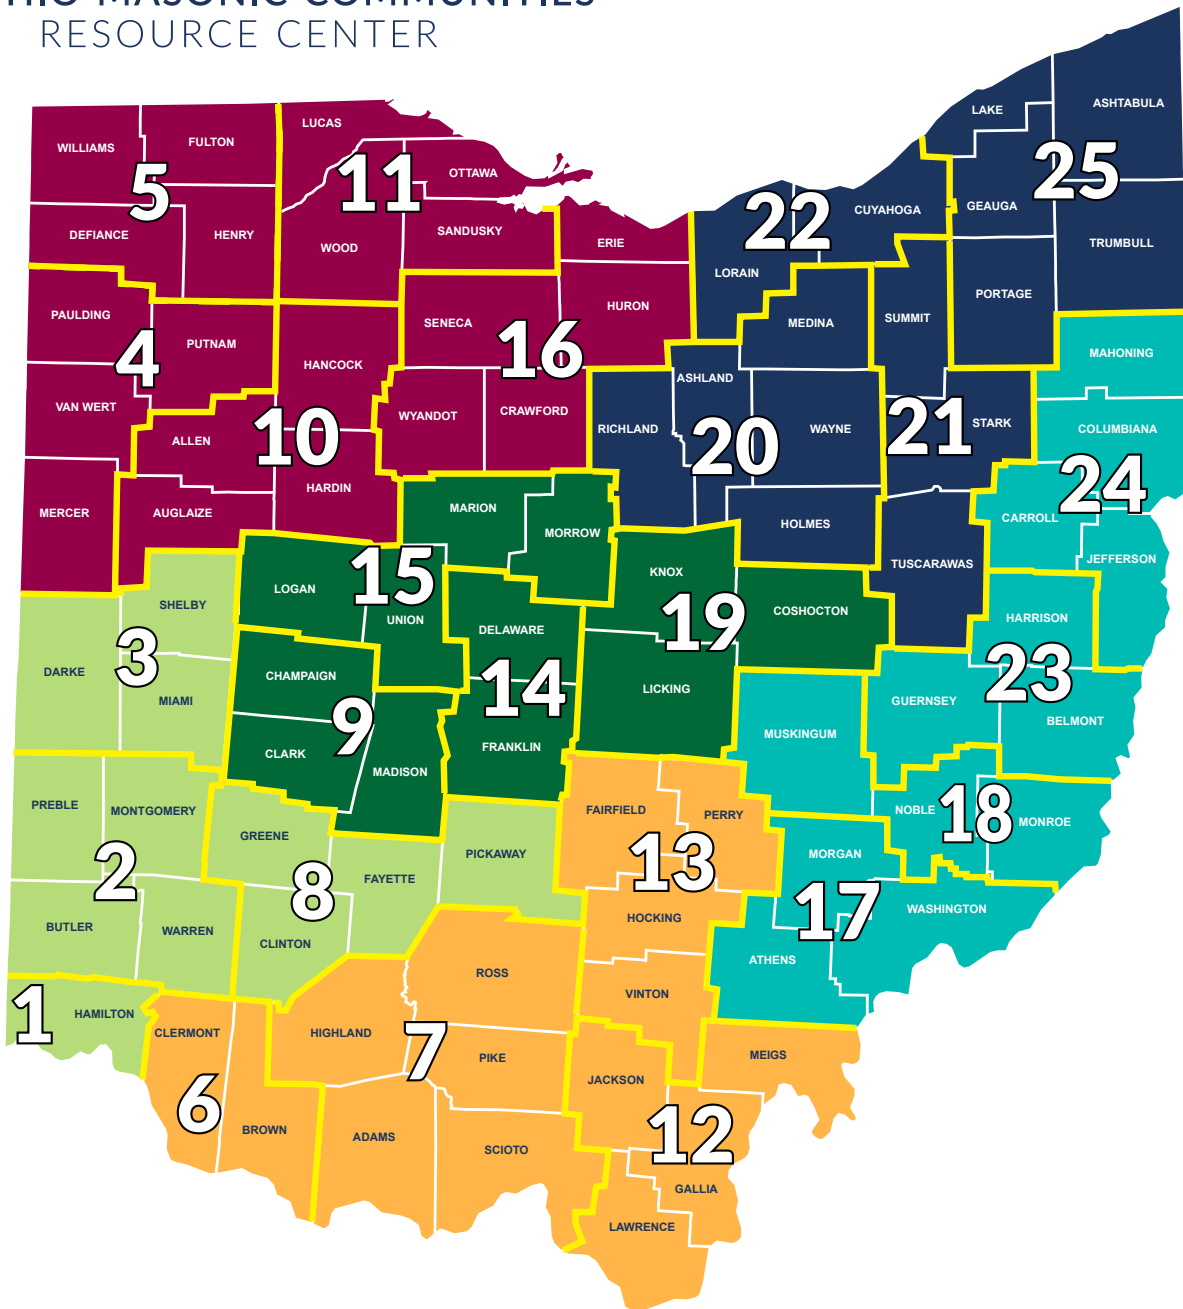 OHIO MASONIC COMMUNITIES
RESOURCE CENTER
LAKE
ASHTABULA
LUCAS
WILLIAMS
FULTON
25
OTTAWA
11
5
GEAUGA
CUYAHOGA
22
SANDUSKY
DEFIANCE
HENRY
ERIE
TRUMBULL
WOOD
LORAIN
PORTAGE
HURON
PAULDING
SUMMIT
SENECA
MEDINA
PUTNAM
MAHONING
16
4
HANCOCK
ASHLAND
VAN WERT
CRAWFORD
WYANDOT
STARK
21
RICHLAND
WAYNE
COLUMBIANA
10
ALLEN
20
24
HARDIN
MARION
MERCER
AUGLAIZE
CARROLL
HOLMES
MORROW
JEFFERSON
TUSCARAWAS
KNOX
15
LOGAN
SHELBY
COSHOCTON
UNION
HARRISON
19
DELAWARE
3
DARKE
CHAMPAIGN
23
14
LICKING
MIAMI
GUERNSEY
BELMONT
9
MUSKINGUM
FRANKLIN
CLARK
MADISON
PREBLE
MONTGOMERY
FAIRFIELD
NOBLE
18
PERRY
MONROE
GREENE
PICKAWAY
MORGAN
13
2
FAYETTE
8
WASHINGTON
17
HOCKING
BUTLER
WARREN
CLINTON
ATHENS
ROSS
VINTON
1
HAMILTON
CLERMONT
HIGHLAND
7
MEIGS
PIKE
JACKSON
6
BROWN
12
ADAMS
SCIOTO
GALLIA
LAWRENCE